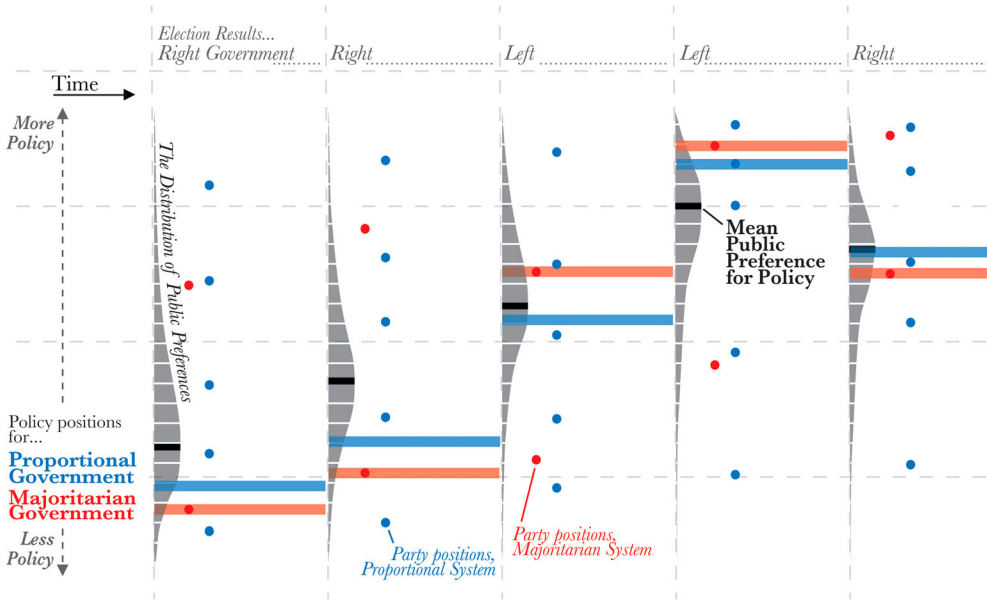 Election Results...
Right Government
Right
Left
Left
Right
Time
More
Policy
The Distribution of Public Preferences
Mean
Public
Preference
for Policy
Policy positions
for...
Proportional
Government
Majoritarian
Government
Less
Policy
Party positions,
Proportional System
Party positions,
Majoritarian System